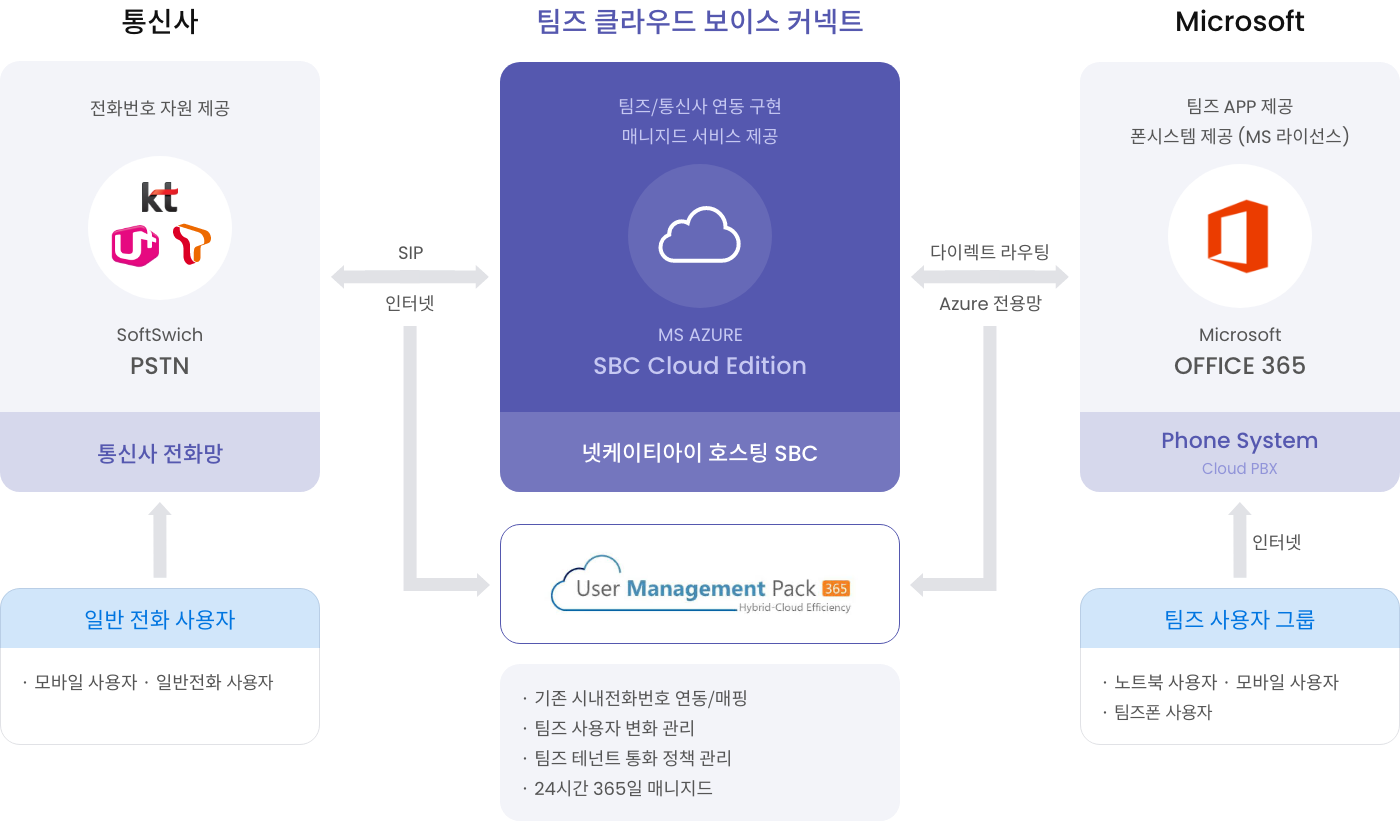 통신사
전화번호 자원 제공
kt
U+
T
SoftSwich
PSTN
통신사 전화망
일반 전화 사용자
· 모바일 사용자 · 일반전화 사용자
SIP
인터넷
팀즈 클라우드 보이스 커넥트
팀즈/통신사 연동 구현
매니지드 서비스 제공
MS AZURE
SBC Cloud Edition
넷케이티아이 호스팅 SBC
User Management Pack 365
Hybrid-Cloud Efficiency
· 기존 시내전화번호 연동/매핑
· 팀즈 사용자 변화 관리
· 팀즈 테넌트 통화 정책 관리
· 24시간 365일 매니지드
다이렉트 라우팅
Azure 전용망
Microsoft
팀즈 APP 제공
폰시스템 제공 (MS 라이선스)
Microsoft
OFFICE 365
Phone System
Cloud PBX
인터넷
팀즈 사용자 그룹
· 노트북 사용자 · 모바일 사용자
· 팀즈폰 사용자